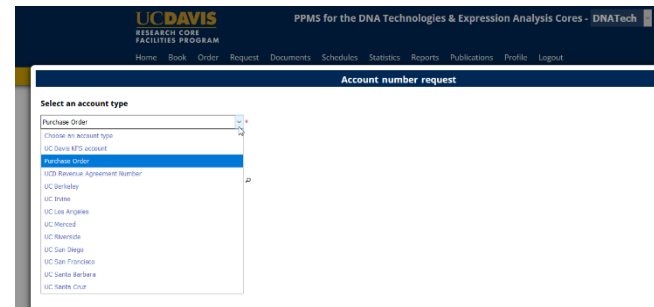 UCDAVIS
RESEARCH CORE
FACILITIES PROGRAM
PPMS for the DNA Technologies & Expression Analysis Cores - DNATech
Home Book Order Request Documents Schedules Statistics Reports Publications Profile Logout
Account number request
Select an account type
Purchase Order *
Choose an account type
UC Davis KFS account
Purchase Order
UCD Revenue Agreement Number
UC Berkeley
UC Irvine
UC Los Angeles
UC Merced
UC Riverside
UC San Diego
UC San Francisco
UC Santa Barbara
UC Santa Cruz